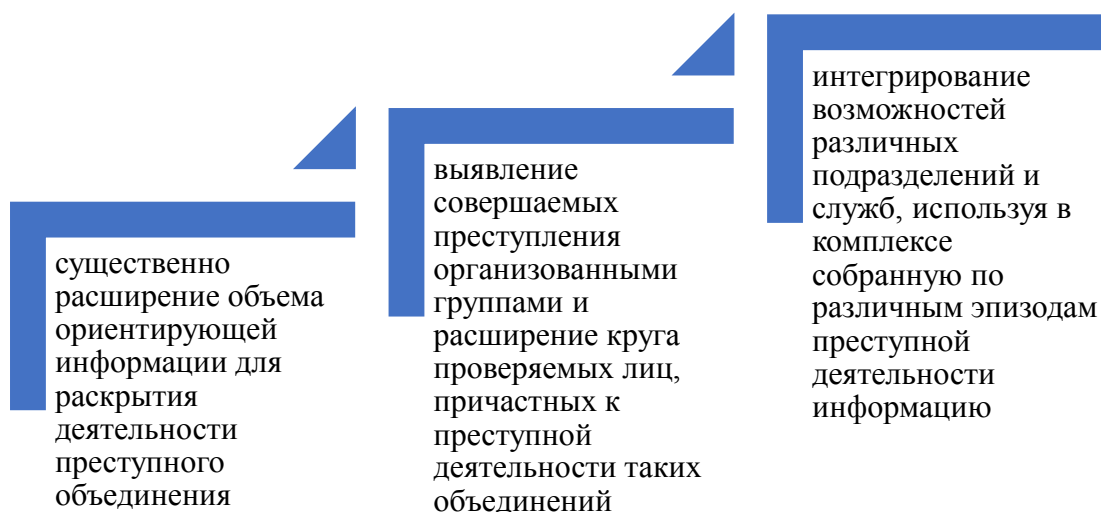 существенно
расширение объема
ориентирующей
информации для
раскрытия
деятельности
преступного
объединения
выявление
совершаемых
преступления
организованными
группами и
расширение круга
проверяемых лиц,
причастных к
преступной
деятельности таких
объединений
интегрирование
возможностей
различных
подразделений и
служб, используя в
комплексе
собранную по
различным эпизодам
преступной
деятельности
информацию